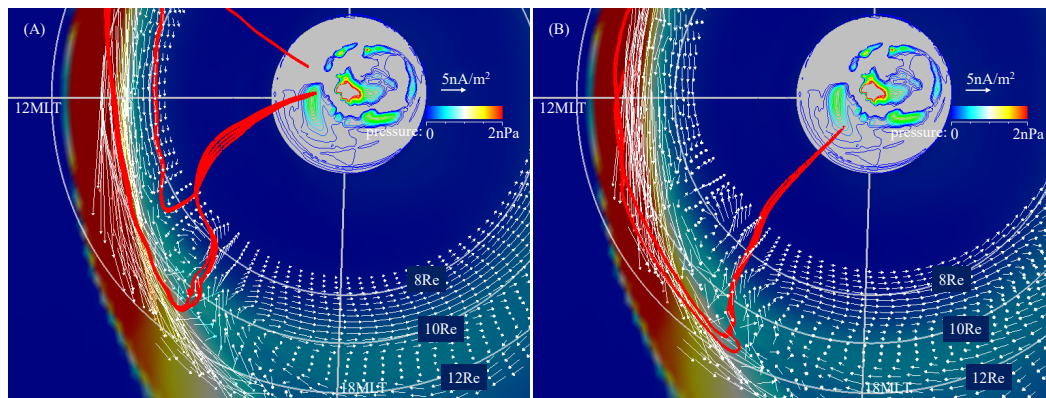 (A)
5nA/m²
12MLT
pressure: 0 2nPa
8Re
10Re
12Re
18MLT
(B)
5nA/m²
12MLT
pressure: 0 2nPa
8Re
10Re
12Re
18MLT